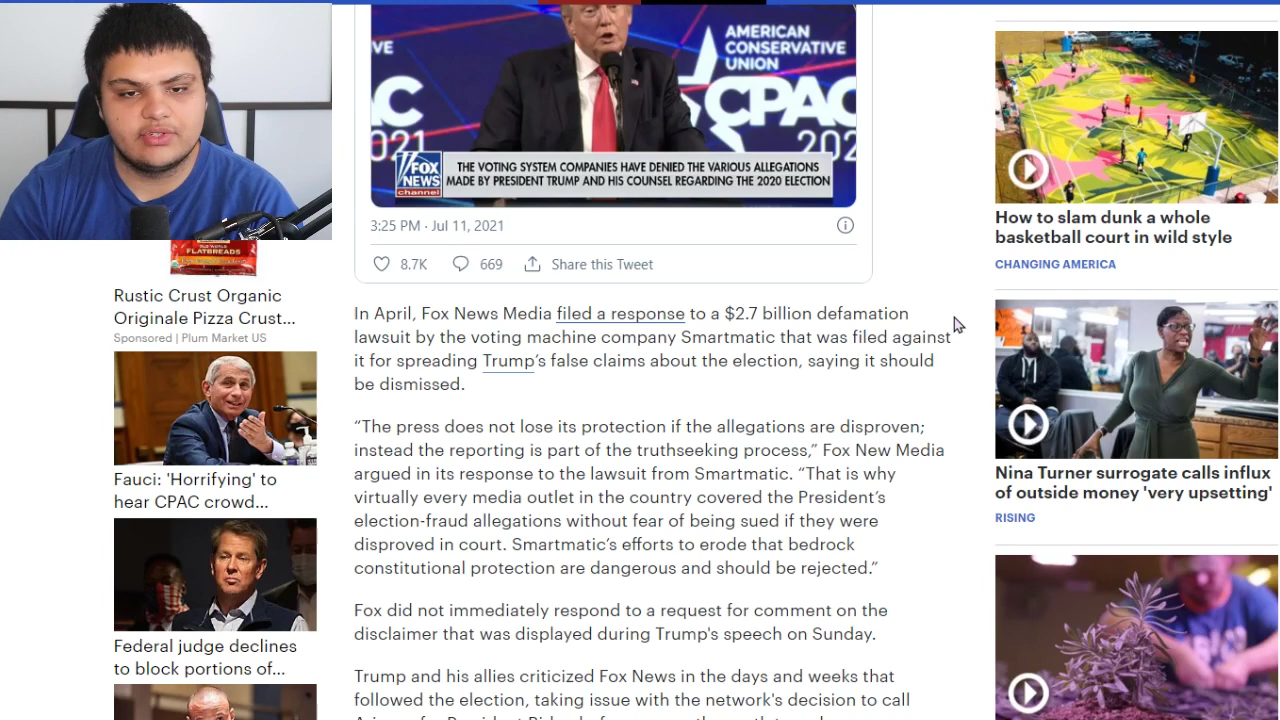 VE
AMERICAN
CONSERVATIVE
UNION
CPAC
2021
202
FOX
NEWS
channel
THE VOTING SYSTEM COMPANIES HAVE DENIED THE VARIOUS ALLEGATIONS
MADE BY PRESIDENT TRUMP AND HIS COUNSEL REGARDING THE 2020 ELECTION
3:25 PM · Jul 11, 2021
8.7K 669 Share this Tweet
In April, Fox News Media filed a response to a $2.7 billion defamation
lawsuit by the voting machine company Smartmatic that was filed against
it for spreading Trump’s false claims about the election, saying it should
be dismissed.
“The press does not lose its protection if the allegations are disproven;
instead the reporting is part of the truthseeking process,” Fox New Media
argued in its response to the lawsuit from Smartmatic. “That is why
virtually every media outlet in the country covered the President’s
election-fraud allegations without fear of being sued if they were
disproved in court. Smartmatic’s efforts to erode that bedrock
constitutional protection are dangerous and should be rejected.”
Fox did not immediately respond to a request for comment on the
disclaimer that was displayed during Trump's speech on Sunday.
Trump and his allies criticized Fox News in the days and weeks that
followed the election, taking issue with the network's decision to call
FLATBREADS
Rustic Crust Organic
Originale Pizza Crust...
Sponsored | Plum Market US
Fauci: 'Horrifying' to
hear CPAC crowd...
Federal judge declines
to block portions of...
How to slam dunk a whole
basketball court in wild style
CHANGING AMERICA
Nina Turner surrogate calls influx
of outside money 'very upsetting'
RISING